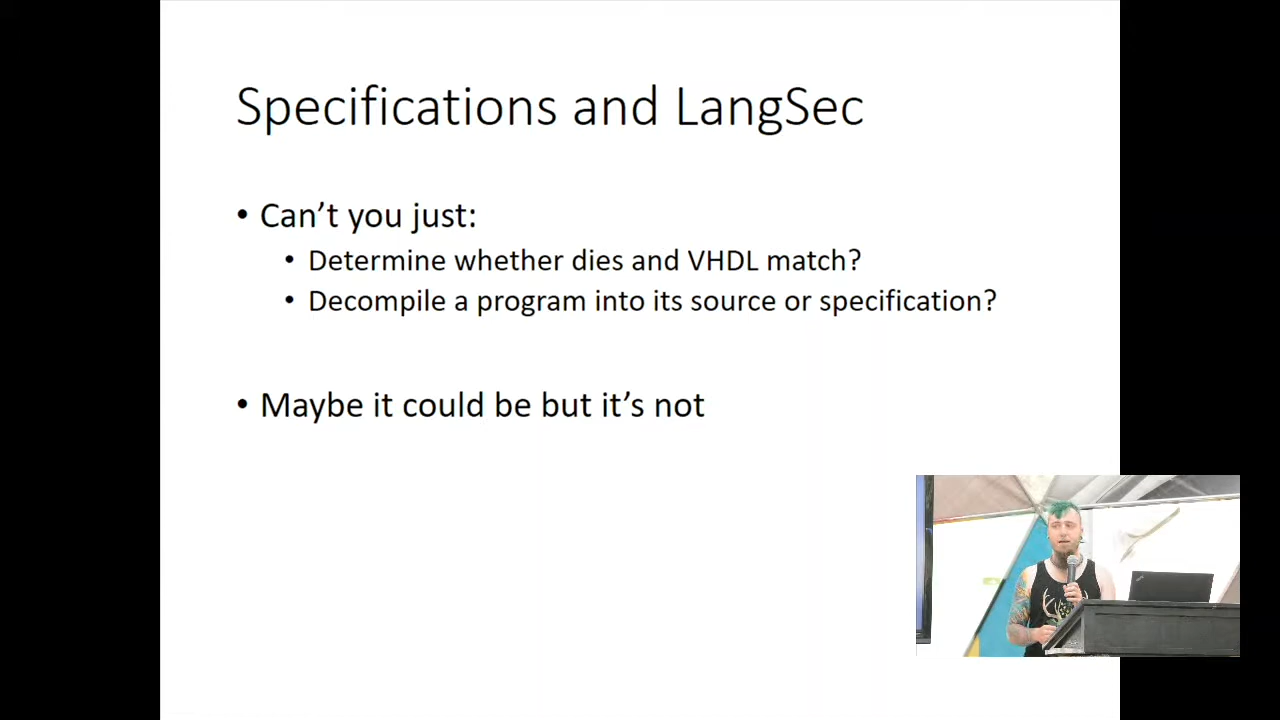 Specifications and LangSec
• Can’t you just:
• Determine whether dies and VHDL match?
• Decompile a program into its source or specification?
• Maybe it could be but it’s not